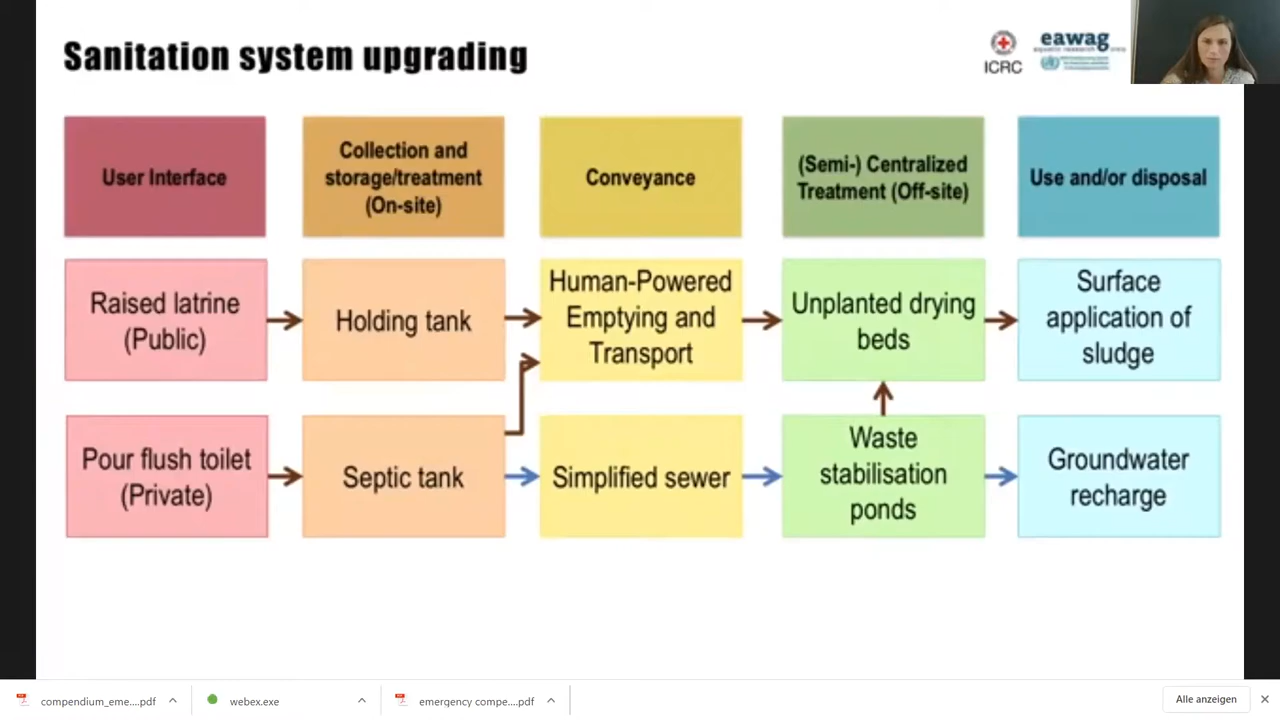 Sanitation system upgrading
ICRC
eawag
User Interface
Collection and
storage/treatment
(On-site)
Conveyance
(Semi-) Centralized
Treatment (Off-site)
Use and/or disposal
Raised latrine
(Public)
Holding tank
Human-Powered
Emptying and
Transport
Unplanted drying
beds
Surface
application of
sludge
Pour flush toilet
(Private)
Septic tank
Simplified sewer
Waste
stabilisation
ponds
Groundwater
recharge
compendium_eme....pdf
webex.exe
emergency compe....pdf
Alle anzeigen